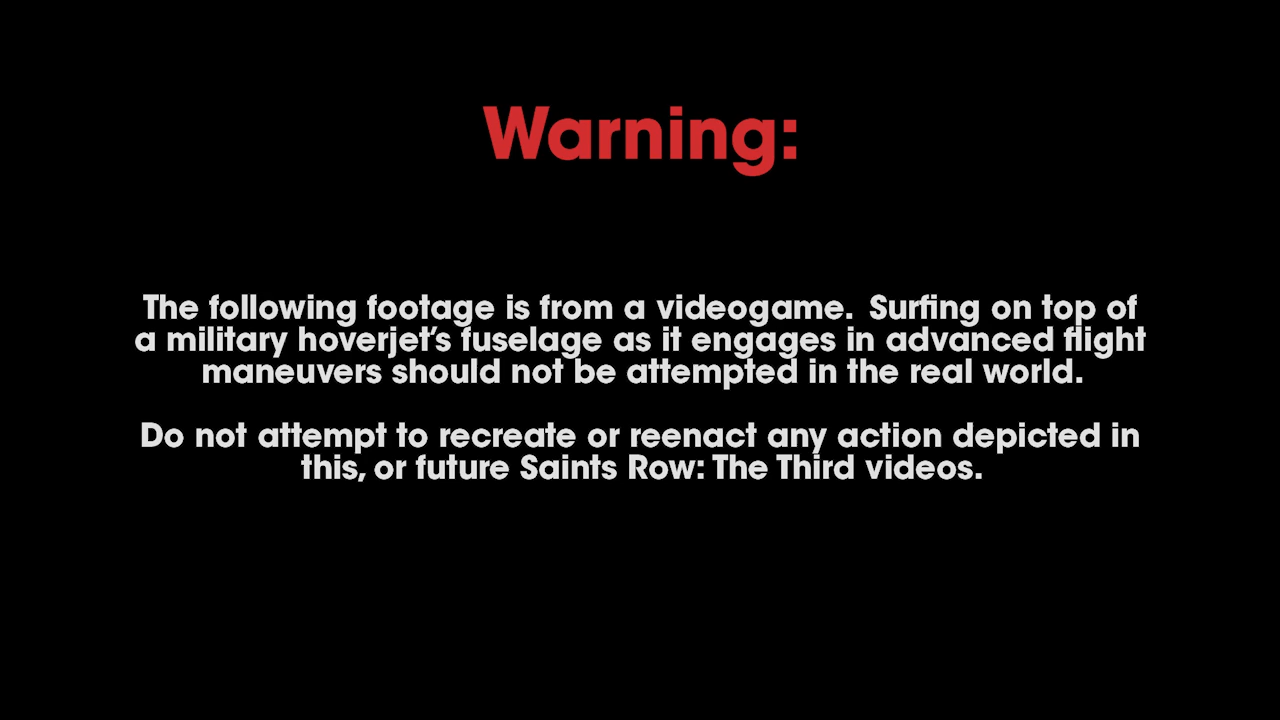 Warning:
The following footage is from a videogame.  Surfing on top of
a military hoverjet's fuselage as it engages in advanced flight
maneuvers should not be attempted in the real world.
Do not attempt to recreate or reenact any action depicted in
this, or future Saints Row: The Third videos.